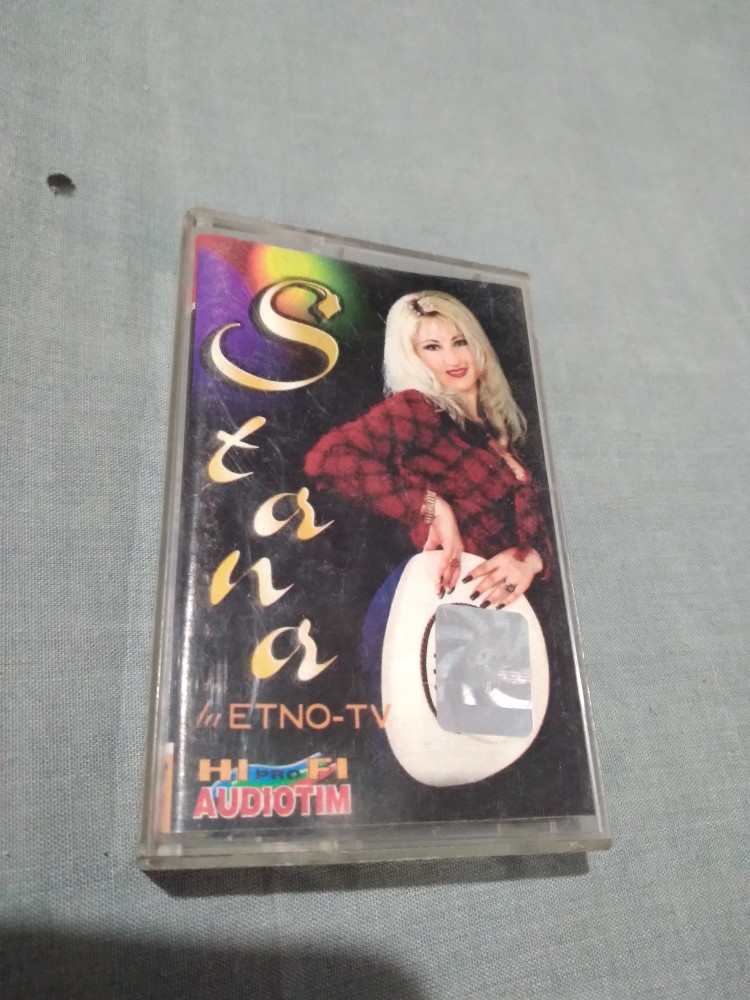 Stana
la ETNO-TV
HI PRO FI
AUDIOTIM